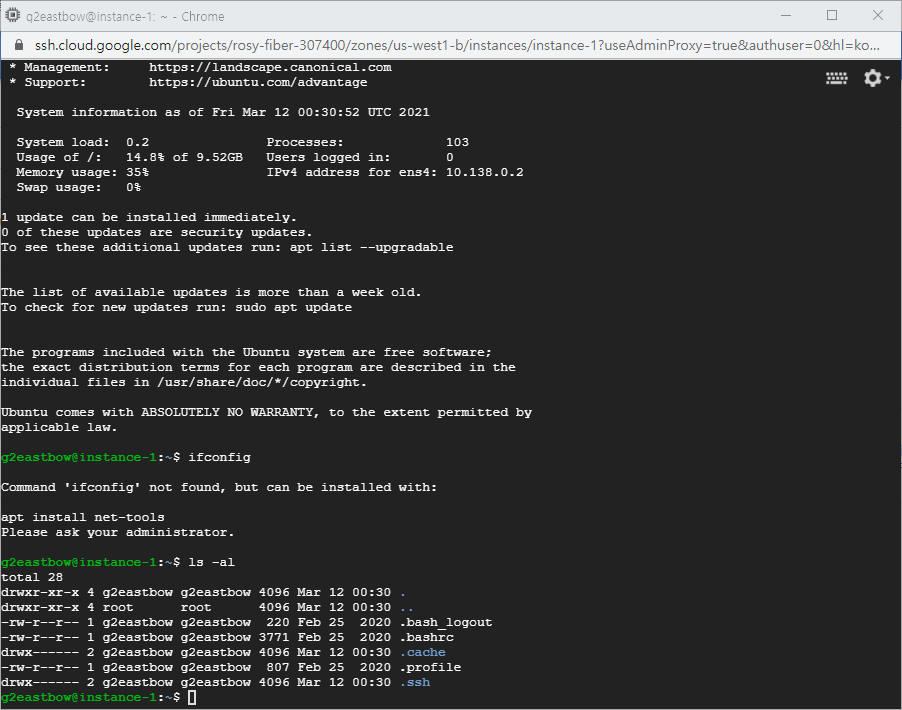 q2eastbow@instance-1: ~ - Chrome
ssh.cloud.google.com/projects/rosy-fiber-307400/zones/us-west1-b/instances/instance-1?useAdminProxy=true&authuser=0&hl=ko...
 * Management:     https://landscape.canonical.com
 * Support:        https://ubuntu.com/advantage
  System information as of Fri Mar 12 00:30:52 UTC 2021
  System load:  0.2               Processes:             103
  Usage of /:   14.8% of 9.52GB   Users logged in:       0
  Memory usage: 35%               IPv4 address for ens4: 10.138.0.2
  Swap usage:   0%
1 update can be installed immediately.
0 of these updates are security updates.
To see these additional updates run: apt list --upgradable
The list of available updates is more than a week old.
To check for new updates run: sudo apt update
The programs included with the Ubuntu system are free software;
the exact distribution terms for each program are described in the
individual files in /usr/share/doc/*/copyright.
Ubuntu comes with ABSOLUTELY NO WARRANTY, to the extent permitted by
applicable law.
g2eastbow@instance-1:~$ ifconfig
Command 'ifconfig' not found, but can be installed with:
apt install net-tools
Please ask your administrator.
g2eastbow@instance-1:~$ ls -al
total 28
drwxr-xr-x 4 g2eastbow g2eastbow 4096 Mar 12 00:30 .
drwxr-xr-x 4 root      root      4096 Mar 12 00:30 ..
-rw-r--r-- 1 g2eastbow g2eastbow  220 Feb 25  2020 .bash_logout
-rw-r--r-- 1 g2eastbow g2eastbow 3771 Feb 25  2020 .bashrc
drwx------ 2 g2eastbow g2eastbow 4096 Mar 12 00:30 .cache
-rw-r--r-- 1 g2eastbow g2eastbow  807 Feb 25  2020 .profile
drwx------ 2 g2eastbow g2eastbow 4096 Mar 12 00:30 .ssh
g2eastbow@instance-1:~$